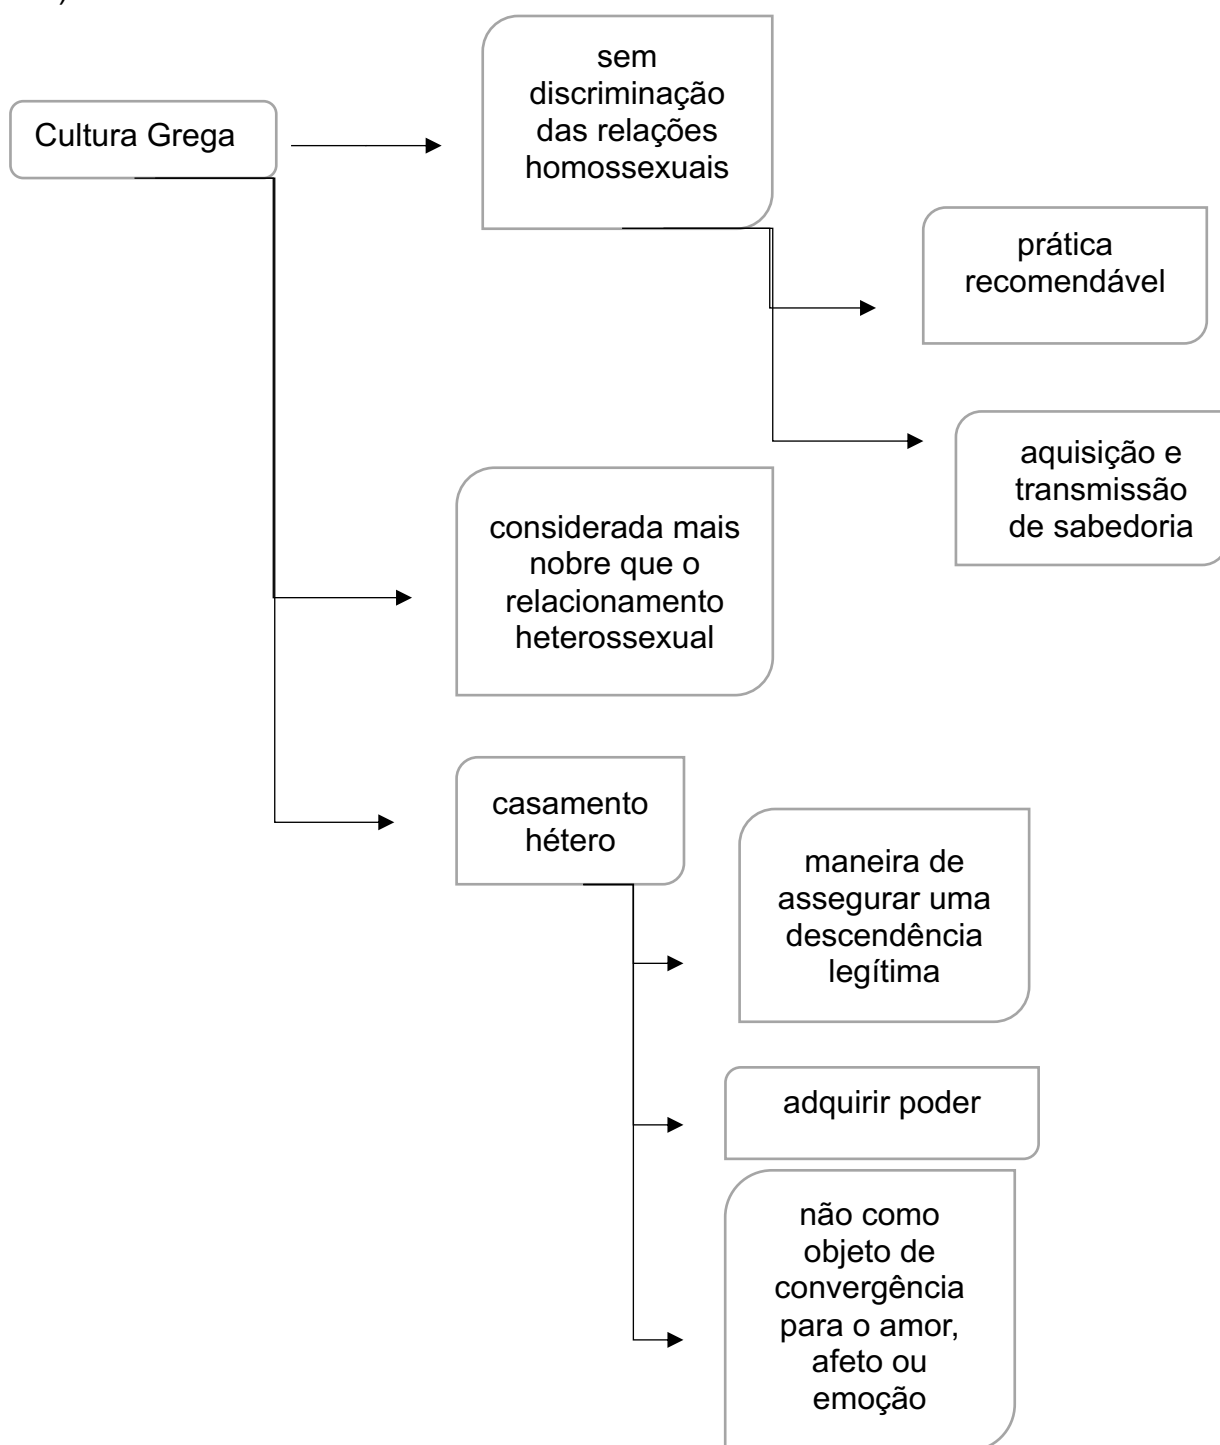 )
Cultura Grega
sem
discriminação
das relações
homossexuais
prática
recomendável
aquisição e
transmissão
de sabedoria
considerada mais
nobre que o
relacionamento
heterossexual
casamento
hétero
maneira de
assegurar uma
descendência
legítima
adquirir poder
não como
objeto de
convergência
para o amor,
afeto ou
emoção